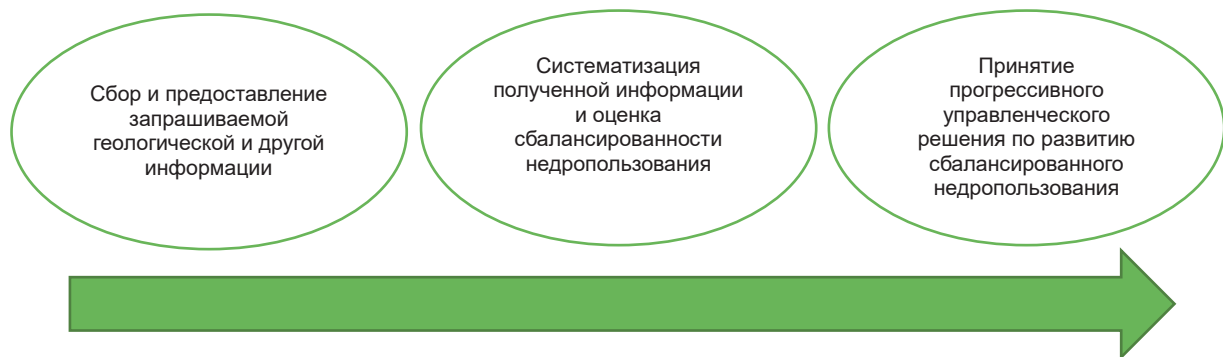 Сбор и предоставление
запрашиваемой
геологической и другой
информации
Систематизация
полученной информации
и оценка
сбалансированности
недропользования
Принятие
прогрессивного
управленческого
решения по развитию
сбалансированного
недропользования